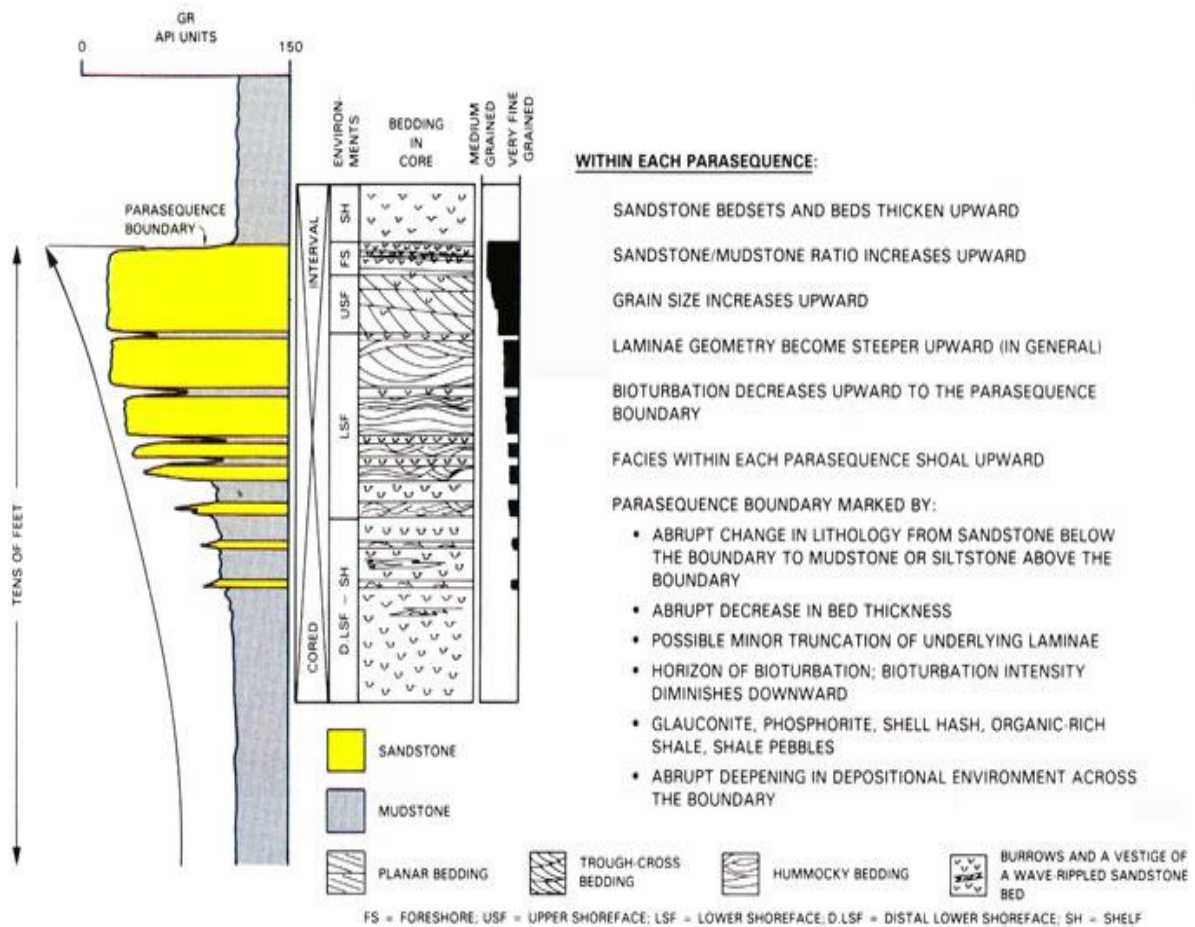 GR
API UNITS
0
150
ENVIRON-
MENTS
BEDDING
IN
CORE
MEDIUM
GRAINED
VERY FINE
GRAINED
PARASEQUENCE
BOUNDARY
TENS OF FEET
INTERVAL
CORED
SH
FS
USF
LSF
D.LSF — SH
WITHIN EACH PARASEQUENCE:
SANDSTONE BEDSETS AND BEDS THICKEN UPWARD
SANDSTONE/MUDSTONE RATIO INCREASES UPWARD
GRAIN SIZE INCREASES UPWARD
LAMINAE GEOMETRY BECOME STEEPER UPWARD (IN GENERAL)
BIOTURBATION DECREASES UPWARD TO THE PARASEQUENCE
BOUNDARY
FACIES WITHIN EACH PARASEQUENCE SHOAL UPWARD
PARASEQUENCE BOUNDARY MARKED BY:
• ABRUPT CHANGE IN LITHOLOGY FROM SANDSTONE BELOW
THE BOUNDARY TO MUDSTONE OR SILTSTONE ABOVE THE
BOUNDARY
• ABRUPT DECREASE IN BED THICKNESS
• POSSIBLE MINOR TRUNCATION OF UNDERLYING LAMINAE
• HORIZON OF BIOTURBATION; BIOTURBATION INTENSITY
DIMINISHES DOWNWARD
• GLAUCONITE, PHOSPHORITE, SHELL HASH, ORGANIC-RICH
SHALE, SHALE PEBBLES
• ABRUPT DEEPENING IN DEPOSITIONAL ENVIRONMENT ACROSS
THE BOUNDARY
SANDSTONE
MUDSTONE
PLANAR BEDDING
TROUGH-CROSS
BEDDING
HUMMOCKY BEDDING
BURROWS AND A VESTIGE OF
A WAVE-RIPPLED SANDSTONE
BED
FS = FORESHORE; USF = UPPER SHOREFACE; LSF = LOWER SHOREFACE; D.LSF = DISTAL LOWER SHOREFACE; SH = SHELF